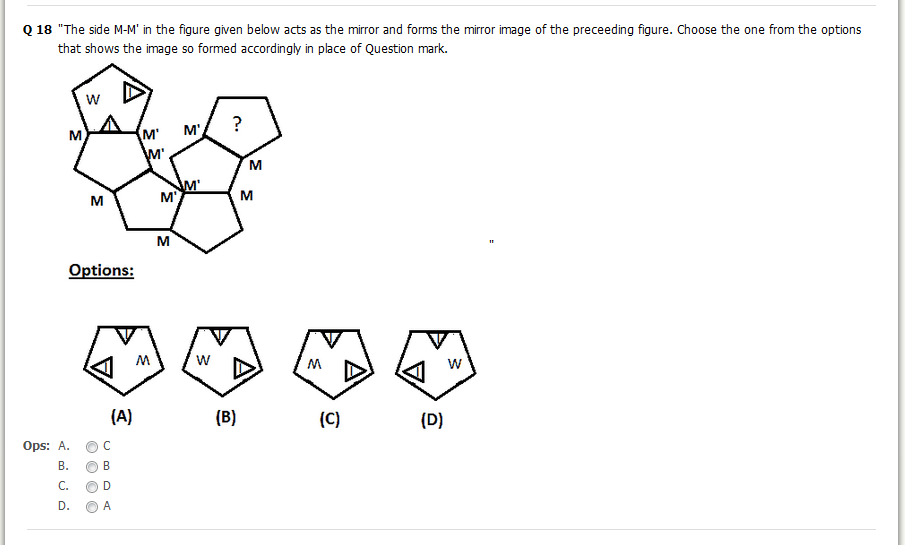 Q 18 "The side M-M' in the figure given below acts as the mirror and forms the mirror image of the preceeding figure. Choose the one from the options
that shows the image so formed accordingly in place of Question mark.
W
M M' M' ?
M' M
M'
M M' M
M
"
Options:
M W M W
(A) (B) (C) (D)
Ops: A. C
B. B
C. D
D. A